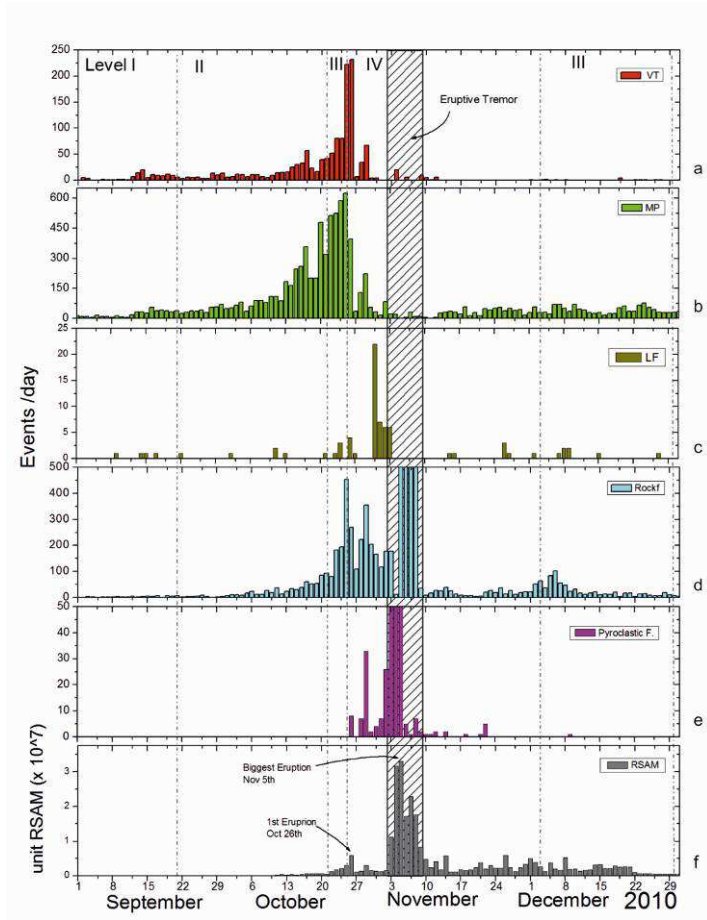 Level I II III IV III
250
200
150
100
50
0
VT
Eruptive Tremor
a
600
450
300
150
0
MP
b
25
20
15
10
5
0
LF
c
Events /day
500
400
300
200
100
0
Rockf
d
50
40
30
20
10
0
Pyroclastic F.
e
unit RSAM (x 10^7)
3
2
1
0
RSAM
Biggest Eruption
Nov 5th
1st Eruprion
Oct 26th
f
1 8 15 22 29 6 13 20 27 3 10 17 24 1 8 15 22 29
September October November December 2010